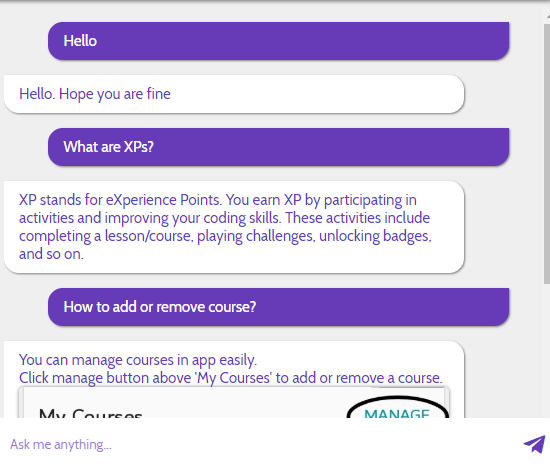 Hello
Hello. Hope you are fine
What are XPs?
XP stands for eXperience Points. You earn XP by participating in
activities and improving your coding skills. These activities include
completing a lesson/course, playing challenges, unlocking badges,
and so on.
How to add or remove course?
You can manage courses in app easily.
Click manage button above 'My Courses' to add or remove a course.
My Courses MANAGE
Ask me anything...